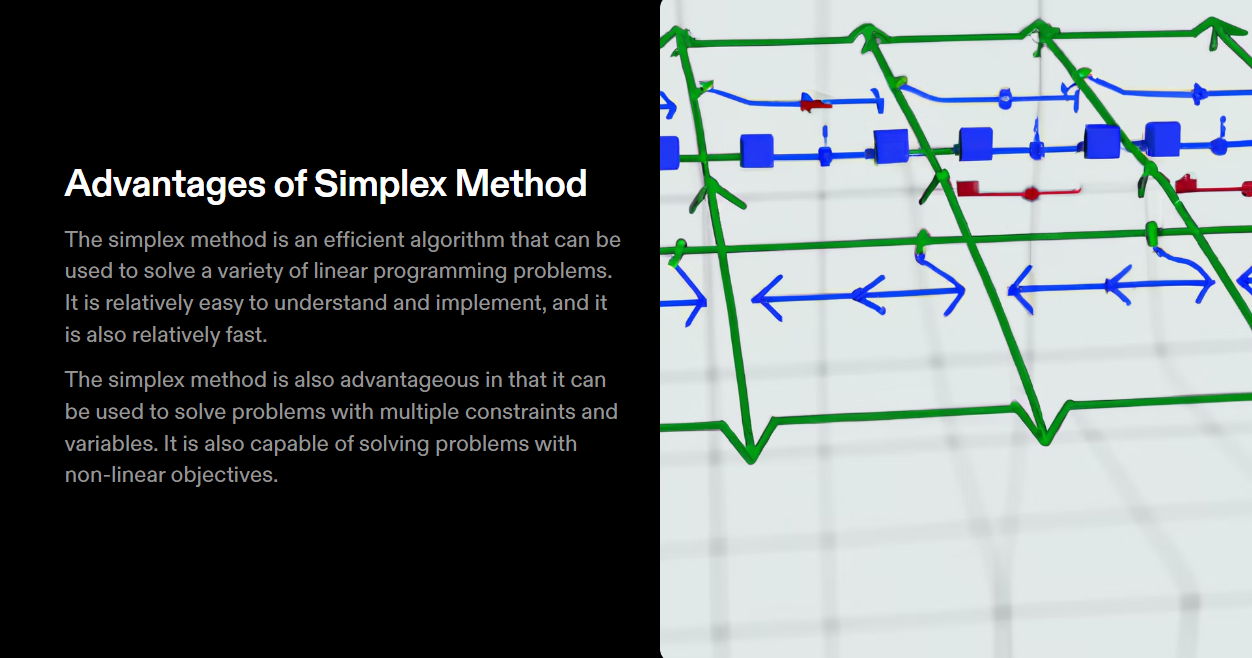 Advantages of Simplex Method
The simplex method is an efficient algorithm that can be
used to solve a variety of linear programming problems.
It is relatively easy to understand and implement, and it
is also relatively fast.
The simplex method is also advantageous in that it can
be used to solve problems with multiple constraints and
variables. It is also capable of solving problems with
non-linear objectives.